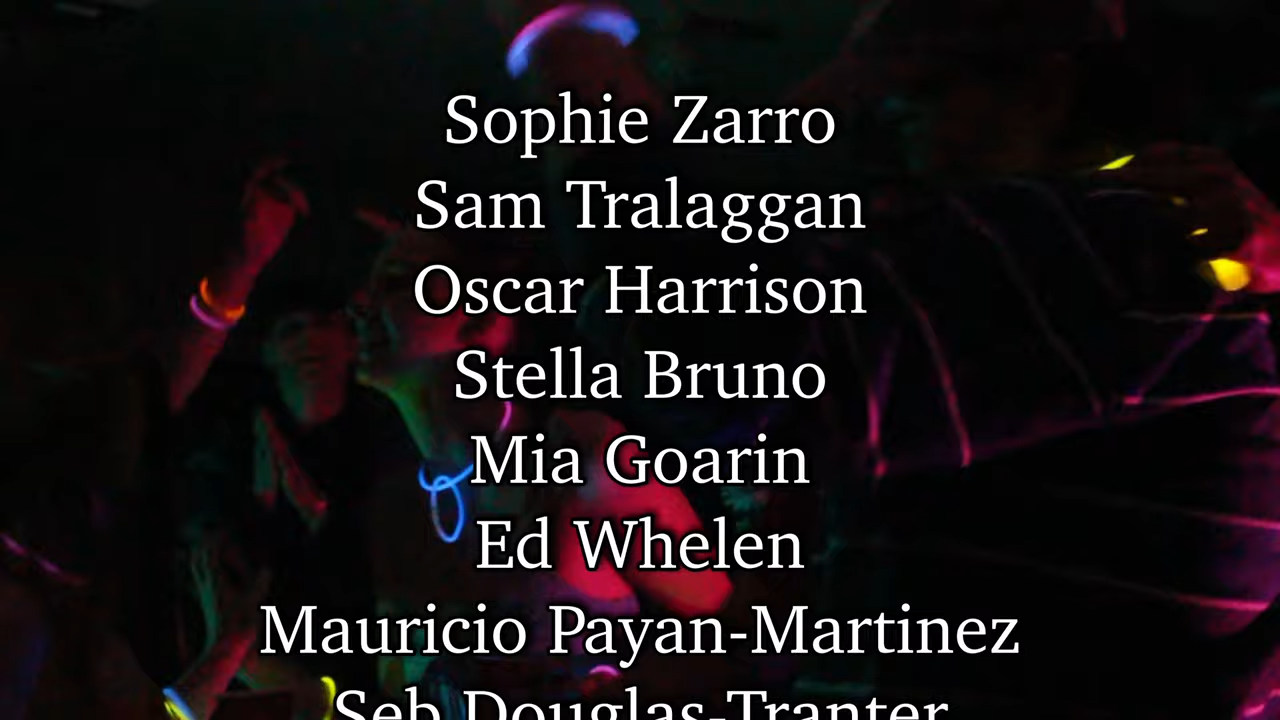 Sophie Zarro
Sam Tralaggan
Oscar Harrison
Stella Bruno
Mia Goarin
Ed Whelen
Mauricio Payan-Martinez
Seb Douglas-Tranter